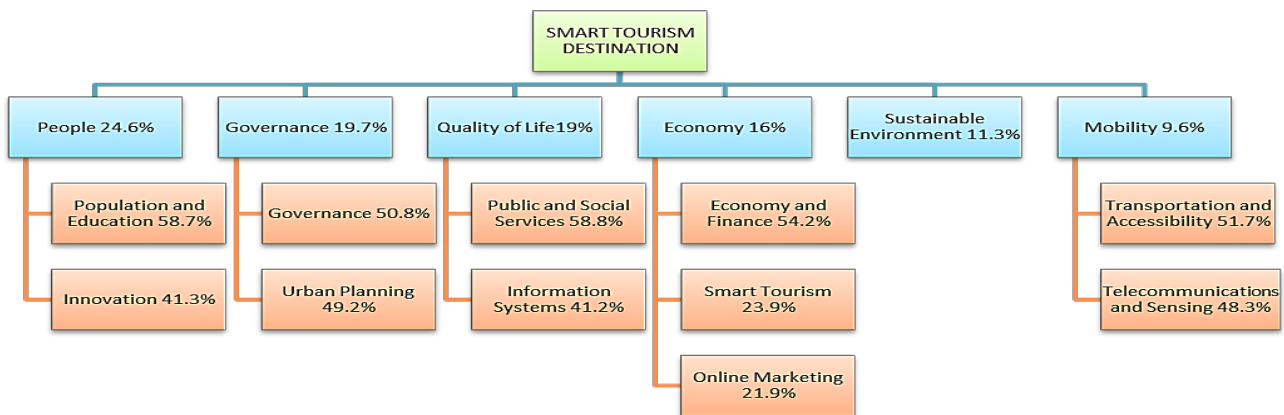 SMART TOURISM
DESTINATION
People 24.6%
Governance 19.7%
Quality of Life19%
Economy 16%
Sustainable
Environment 11.3%
Mobility 9.6%
Population and
Education 58.7%
Innovation 41.3%
Governance 50.8%
Urban Planning
49.2%
Public and Social
Services 58.8%
Information
Systems 41.2%
Economy and
Finance 54.2%
Smart Tourism
23.9%
Online Marketing
21.9%
Transportation and
Accessibility 51.7%
Telecommunications
and Sensing 48.3%